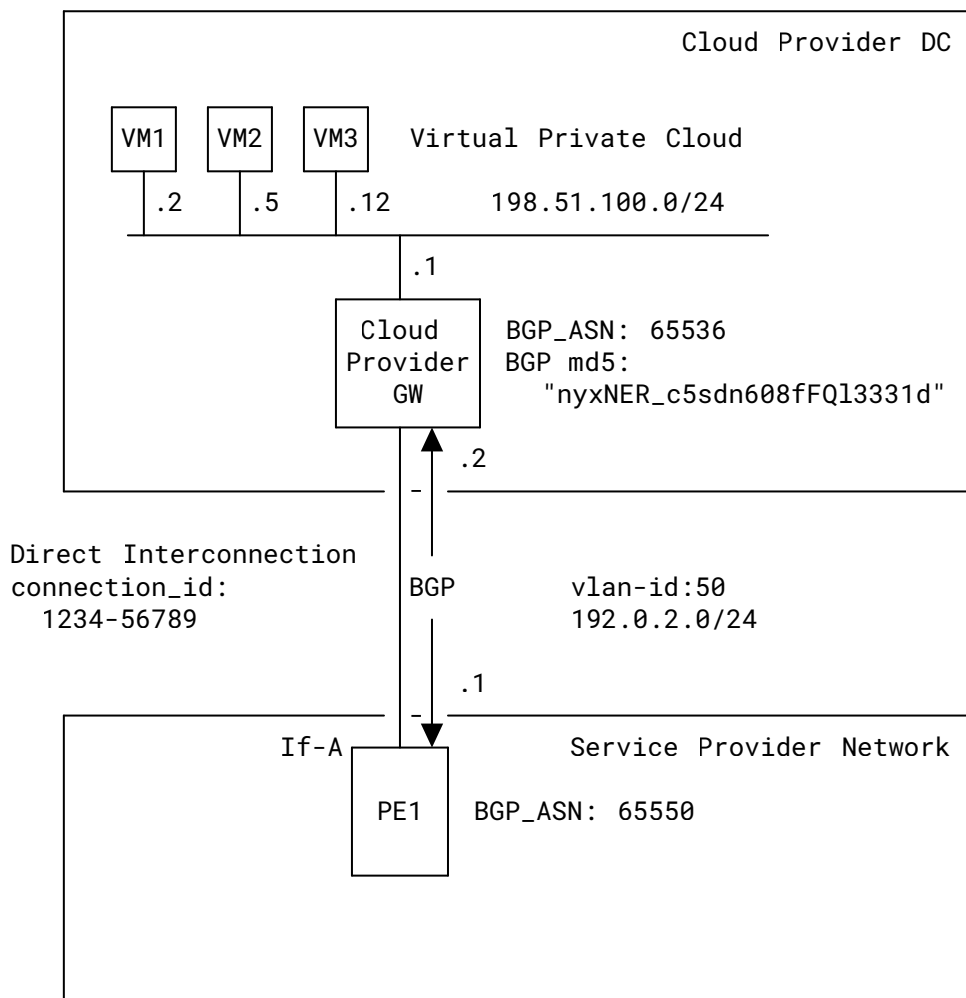 Cloud Provider DC
VM1 VM2 VM3 Virtual Private Cloud
.2 .5 .12 198.51.100.0/24
.1
Cloud BGP_ASN: 65536
Provider BGP md5:
GW "nyxNER_c5sdn608fFQl3331d"
.2
Direct Interconnection
connection_id: BGP vlan-id:50
1234-56789 192.0.2.0/24
.1
If-A Service Provider Network
PE1 BGP_ASN: 65550